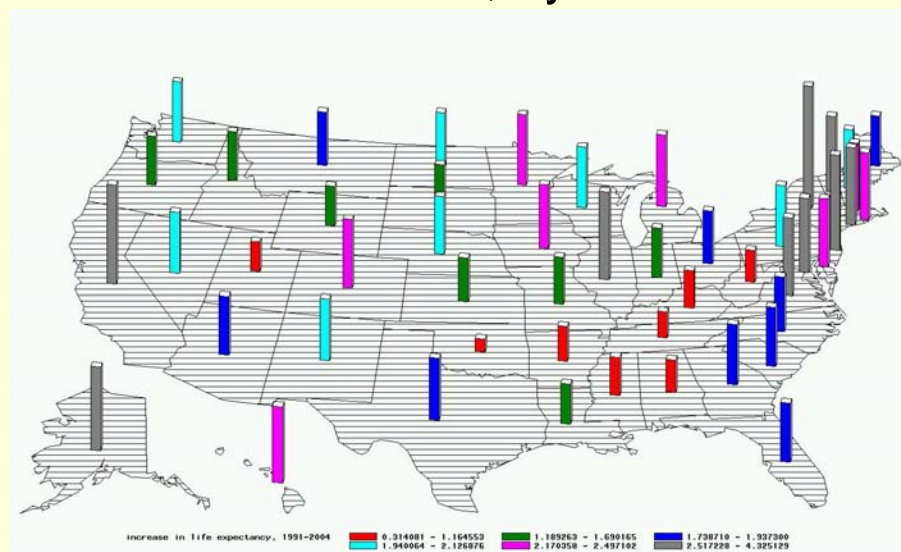 increase in life expectancy, 1991-2004
0.314081 - 1.164553 1.189263 - 1.690165 1.738710 - 1.937300
1.940064 - 2.126876 2.170358 - 2.497102 2.517228 - 4.325129